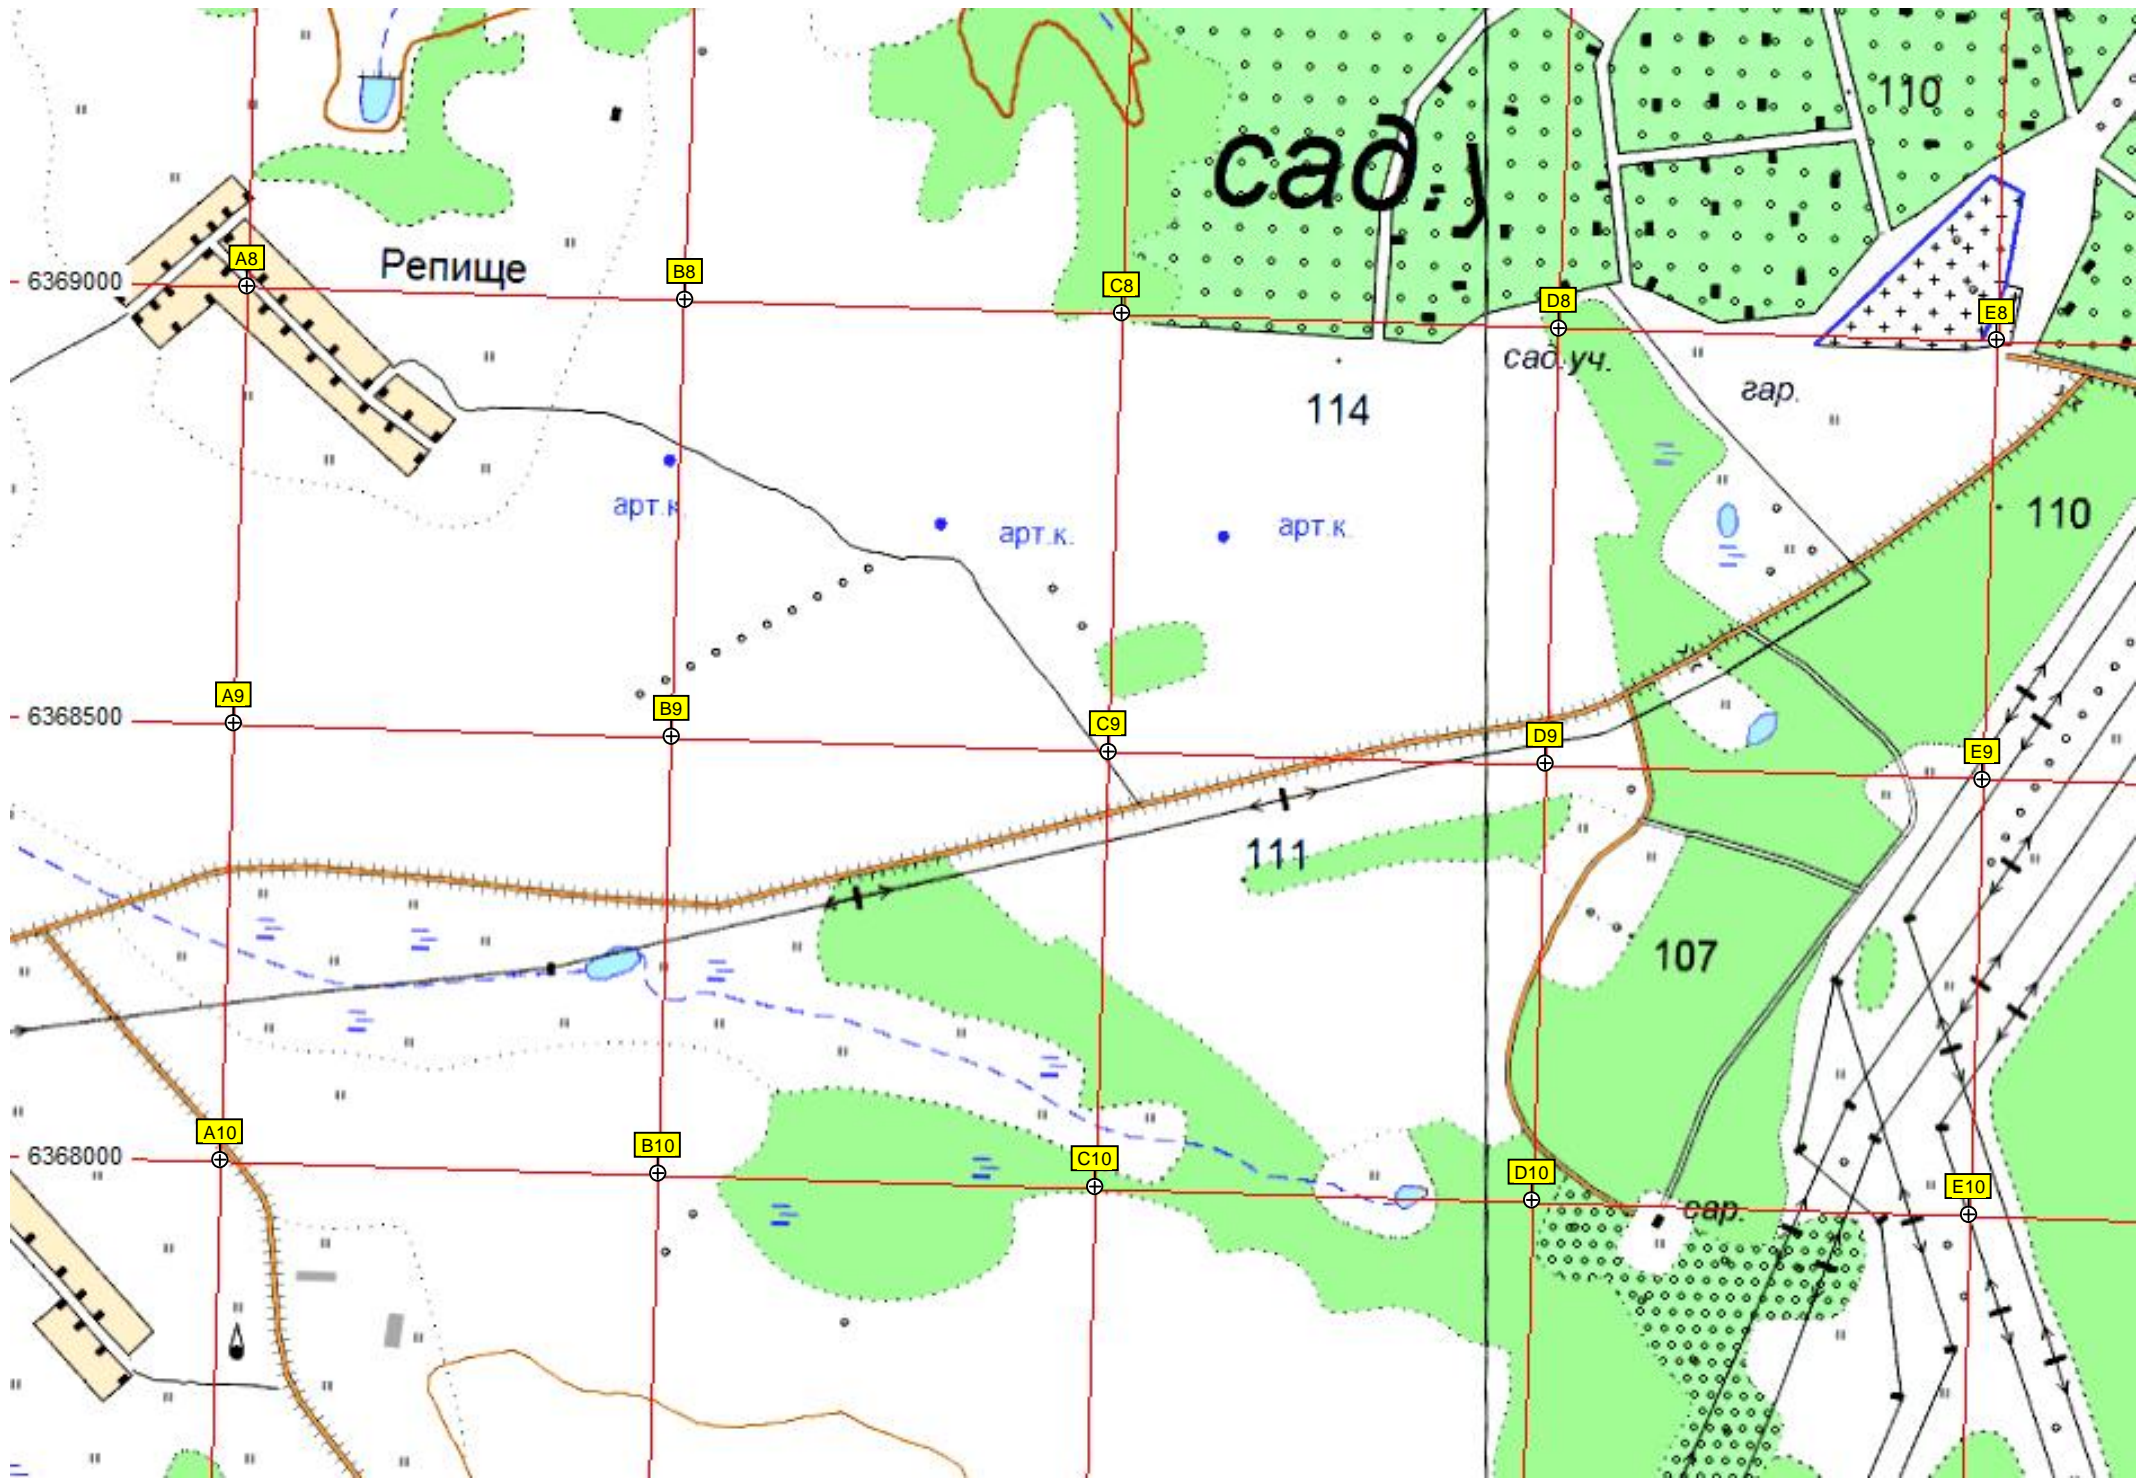 110
сад. у
A8
Репище
6369000
B8
C8
D8
E8
сад.уч.
гар.
114
арт.к
арт.к.
арт.к.
110
A9
6368500
B9
C9
D9
E9
111
107
A10
6368000
B10
C10
D10
E10
сар.